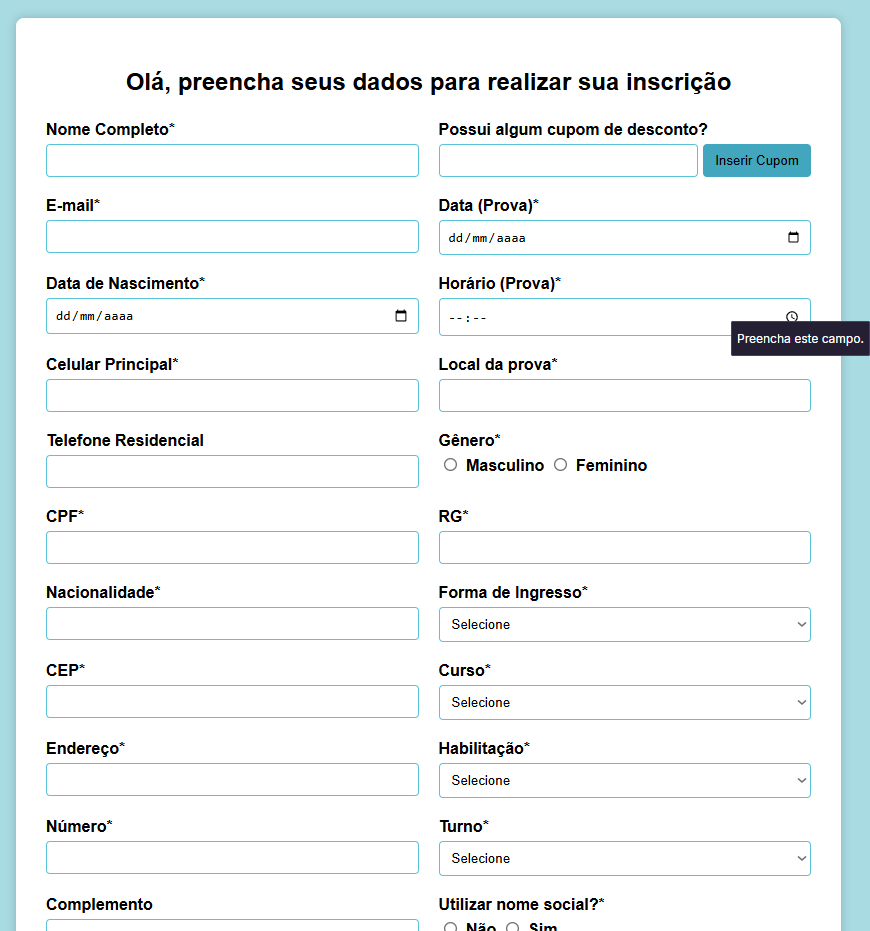 Olá, preencha seus dados para realizar sua inscrição
Nome Completo*
Possui algum cupom de desconto?
Inserir Cupom
E-mail*
Data (Prova)*
dd/mm/aaaa
Data de Nascimento*
dd/mm/aaaa
Horário (Prova)*
--:--
Preencha este campo.
Celular Principal*
Local da prova*
Telefone Residencial
Gênero*
Masculino Feminino
CPF*
RG*
Nacionalidade*
Forma de Ingresso*
Selecione
CEP*
Curso*
Selecione
Endereço*
Habilitação*
Selecione
Número*
Turno*
Selecione
Complemento
Utilizar nome social?*
Não Sim